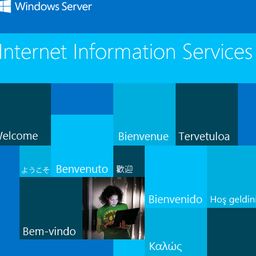 Windows Server
Internet Information Services
Welcome
Bienvenue
Tervetuloa
ようこそ
Benvenuto
歡迎
Bienvenido
Hoş geldini
Bem-vindo
Καλώς